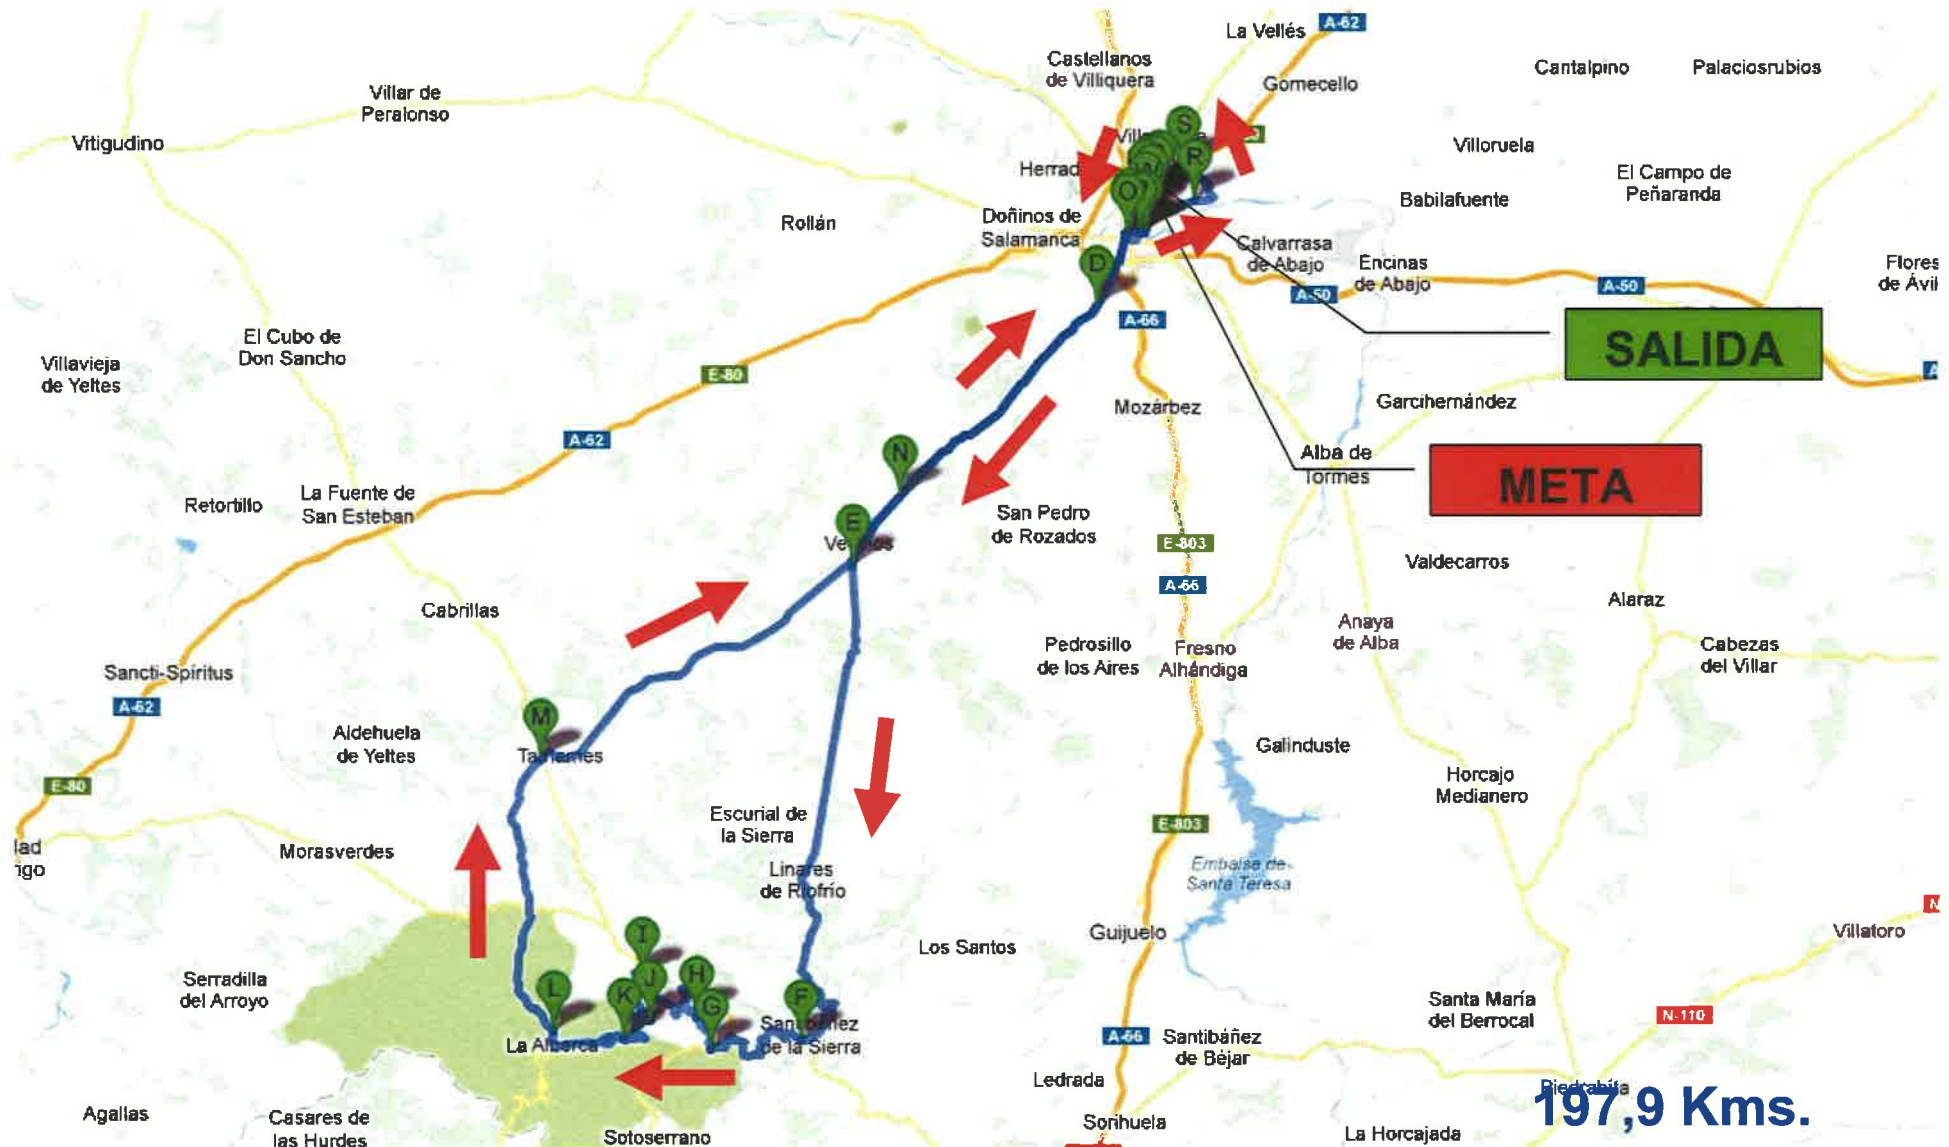 La Vellés
A-62
Castellanos
de Villiquera
Gomecello
Cantalpino
Palaciosrubios
Villar de
Peralonso
Vitigudino
S
R
Villoruela
El Campo de
Peñaranda
Babilafuente
O
Rollán
Doñinos de
Salamanca
D
Calvarrasa
de Abajo
Encinas
de Abajo
A-50
A-50
Flores
A-66
El Cubo de
Don Sancho
Villavieja
de Yeltes
E-80
SALIDA
Garcihernández
Mozárbez
A-62
N
Alba de
Tormes
META
Retortillo
La Fuente de
San Esteban
E
San Pedro
de Rozados
E-803
A-66
Valdecarros
Cabrillas
Alaraz
Anaya
de Alba
Pedrosillo
de los Aires
Fresno
Alhándiga
Cabezas
del Villar
Sancti-Spíritus
A-62
M
Aldehuela
de Yeltes
Galinduste
E-80
Horcajo
Medianero
Escurial de
la Sierra
E-803
Morasverdes
Linares
de Riofrío
Embalse de
Santa Teresa
N
I
Guijuelo
Villatoro
Los Santos
Serradilla
del Arroyo
L
J
H
K
G
F
Santibáñez
de la Sierra
La Alberca
Santa María
del Berrocal
N-110
A-66
Santibáñez
de Béjar
Ledrada
Piedrahíta
197,9 Kms.
Agallas
Casares de
las Hurdes
Sotoserrano
Sorihuela
La Horcajada